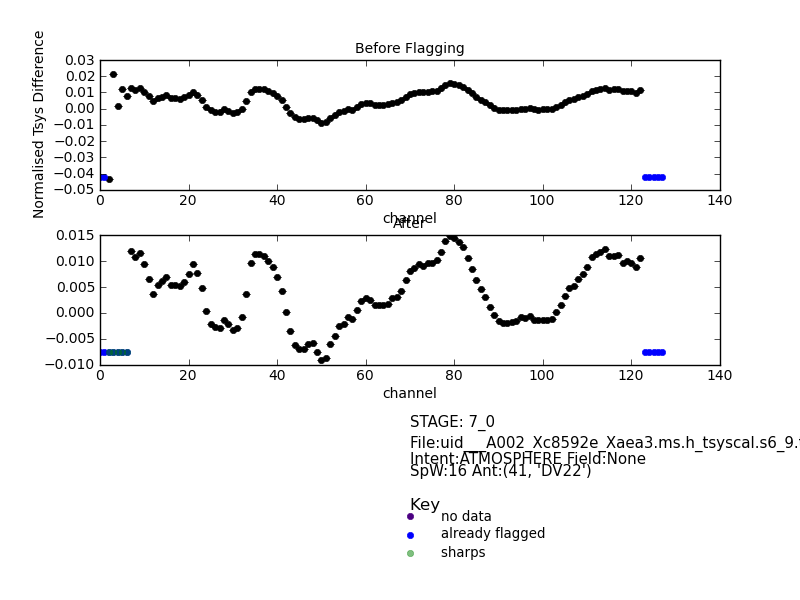 Before Flagging
Normalised Tsys Difference
0.03
0.02
0.01
0.00
−0.01
−0.02
−0.03
−0.04
−0.05
0 20 40 60 80 100 120 140
channel
After
0.015
0.010
0.005
0.000
−0.005
−0.010
0 20 40 60 80 100 120 140
channel
STAGE: 7_0
File:uid___A002_Xc8592e_Xaea3.ms.h_tsyscal.s6_9.
Intent:ATMOSPHERE Field:None
SpW:16 Ant:(41, 'DV22')
Key
no data
already flagged
sharps